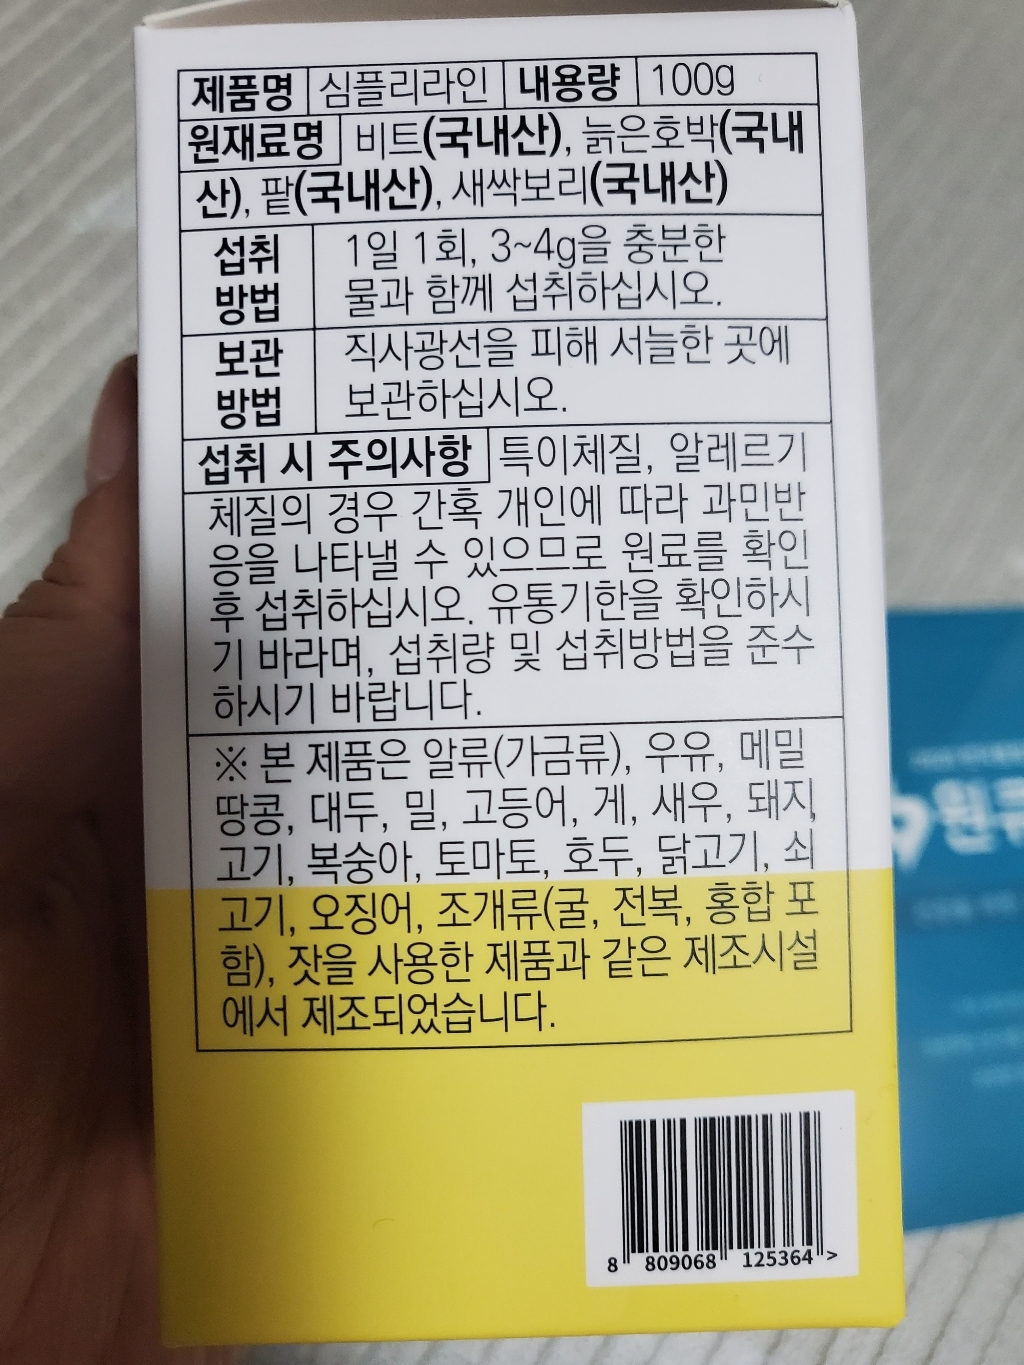 제품명 심플리라인 내용량 100g
원재료명 비트(국내산), 늙은호박(국내
산), 팥(국내산), 새싹보리(국내산)
섭취
방법
1일 1회, 3~4g을 충분한
물과 함께 섭취하십시오.
보관
방법
직사광선을 피해 서늘한 곳에
보관하십시오.
섭취 시 주의사항 특이체질, 알레르기
체질의 경우 간혹 개인에 따라 과민반
응을 나타낼 수 있으므로 원료를 확인
후 섭취하십시오. 유통기한을 확인하시
기 바라며, 섭취량 및 섭취방법을 준수
하시기 바랍니다.
※ 본 제품은 알류(가금류), 우유, 메밀
땅콩, 대두, 밀, 고등어, 게, 새우, 돼지
고기, 복숭아, 토마토, 호두, 닭고기, 쇠
고기, 오징어, 조개류(굴, 전복, 홍합 포
함), 잣을 사용한 제품과 같은 제조시설
에서 제조되었습니다.
8 809068 125364 >